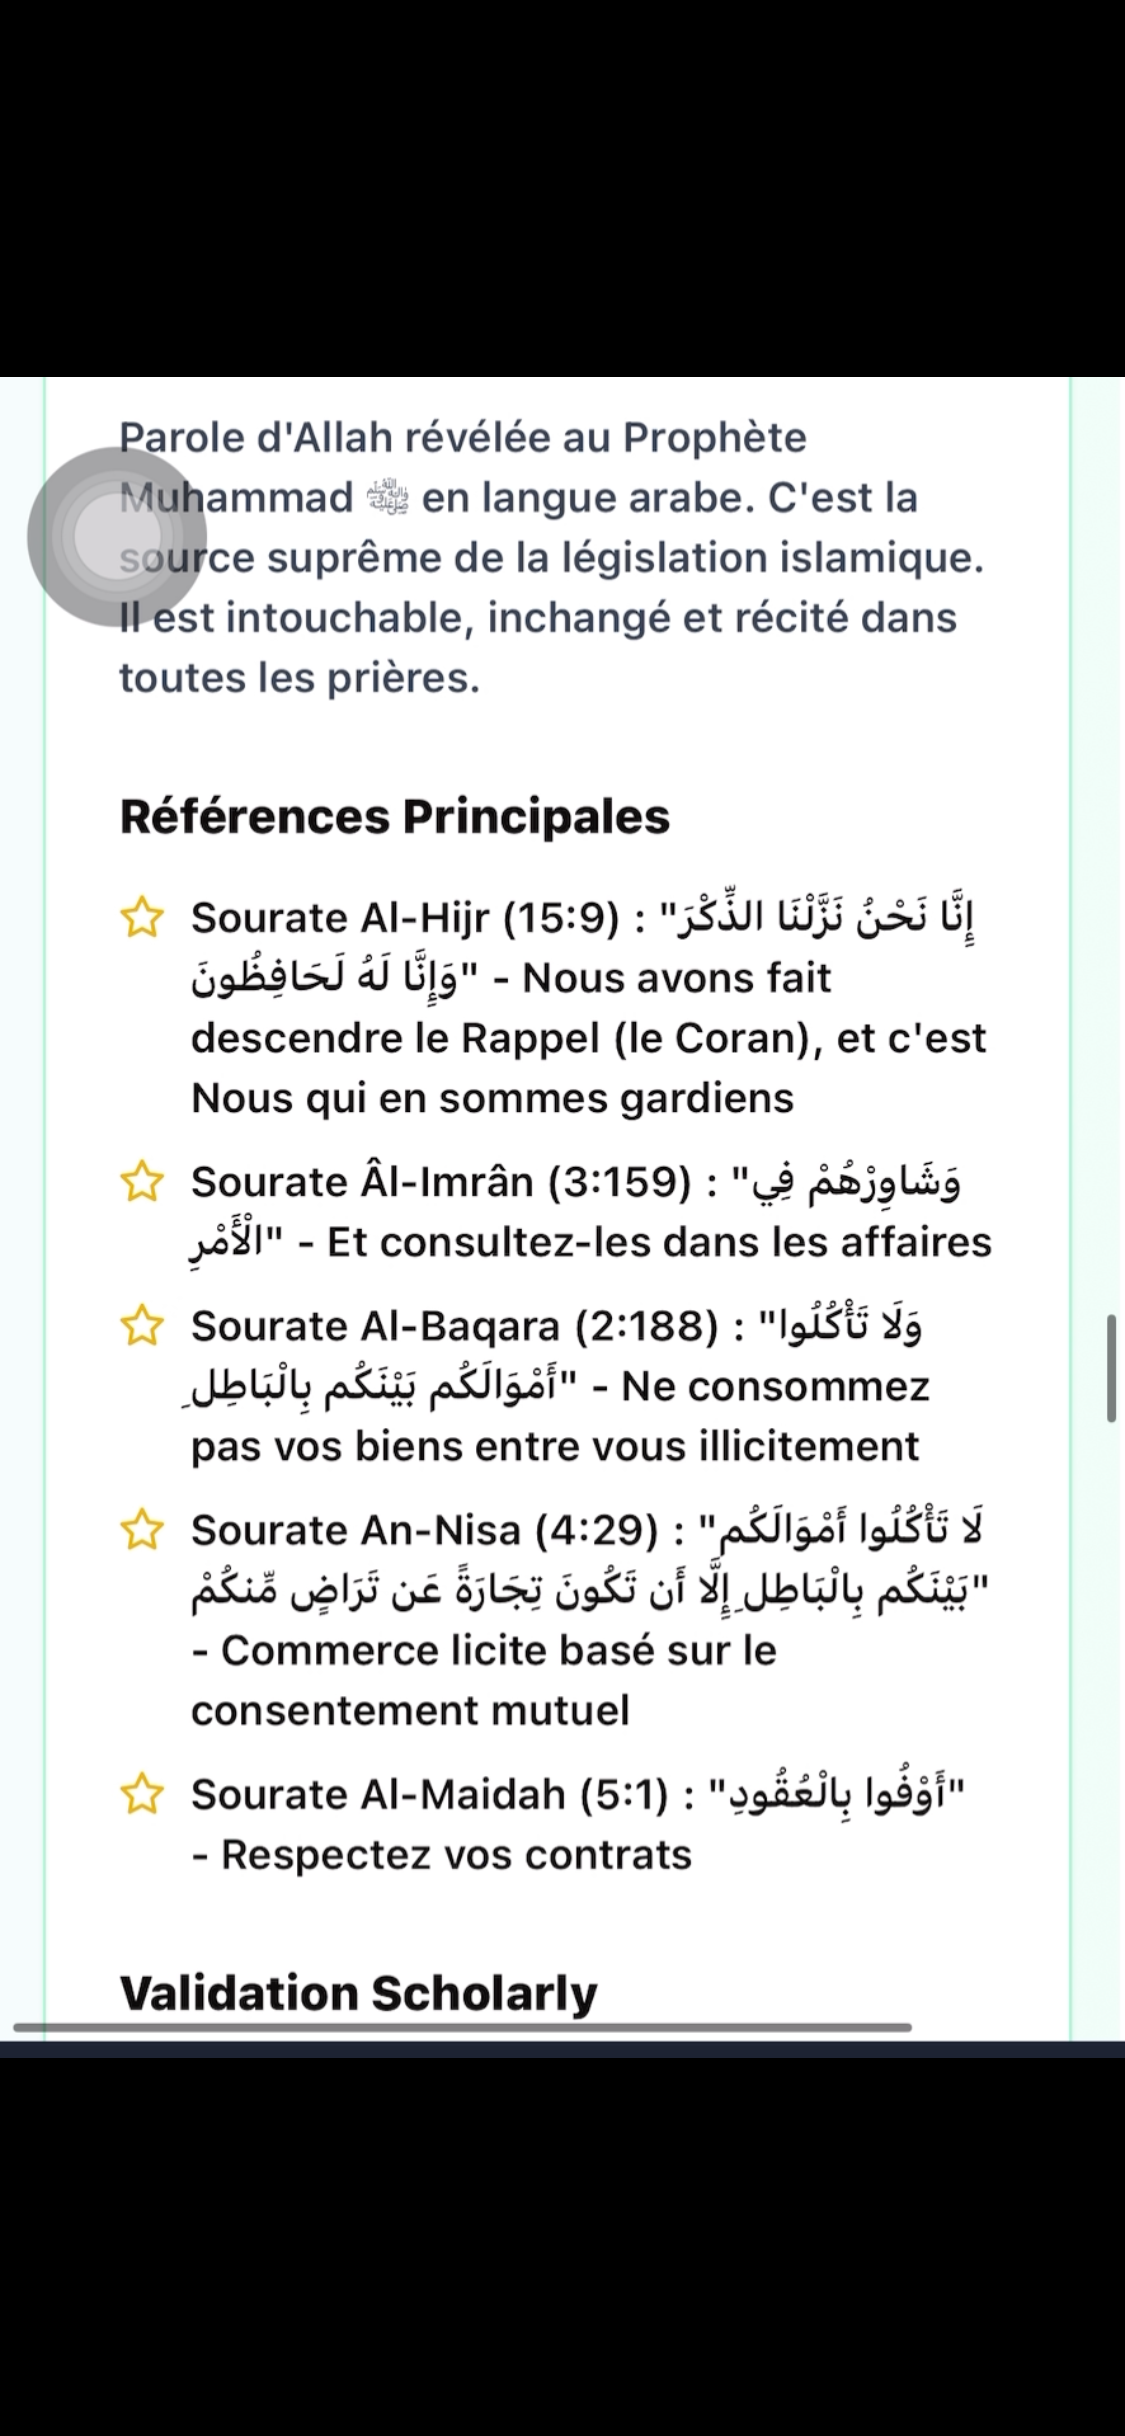 Parole d'Allah révélée au Prophète
Muhammad ﷺ en langue arabe. C'est la
source suprême de la législation islamique.
Il est intouchable, inchangé et récité dans
toutes les prières.
Références Principales
Sourate Al-Hijr (15:9) : "إِنَّا نَحْنُ نَزَّلْنَا الذِّكْرَ
وَإِنَّا لَهُ لَحَافِظُونَ" - Nous avons fait
descendre le Rappel (le Coran), et c'est
Nous qui en sommes gardiens
Sourate Âl-Imrân (3:159) : "وَشَاوِرْهُمْ فِي
الْأَمْرِ" - Et consultez-les dans les affaires
Sourate Al-Baqara (2:188) : "وَلَا تَأْكُلُوا
أَمْوَالَكُم بَيْنَكُم بِالْبَاطِلِ" - Ne consommez
pas vos biens entre vous illicitement
Sourate An-Nisa (4:29) : "لَا تَأْكُلُوا أَمْوَالَكُم
بَيْنَكُم بِالْبَاطِلِ إِلَّا أَن تَكُونَ تِجَارَةً عَن تَرَاضٍ مِّنكُمْ"
- Commerce licite basé sur le
consentement mutuel
Sourate Al-Maidah (5:1) : "أَوْفُوا بِالْعُقُودِ"
- Respectez vos contrats
Validation Scholarly